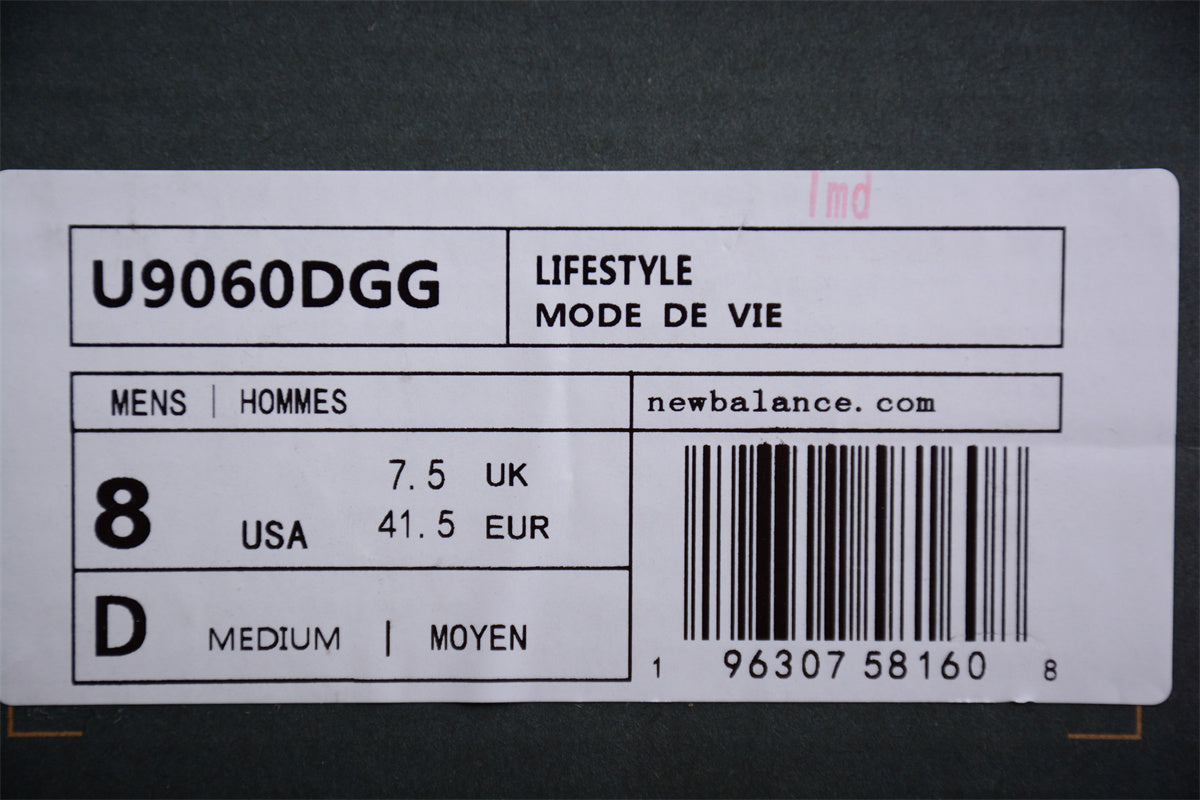 lmd
U9060DGG
LIFESTYLE
MODE DE VIE
MENS | HOMMES
newbalance.com
8 USA
7.5 UK
41.5 EUR
D MEDIUM | MOYEN
1 96307 58160 8